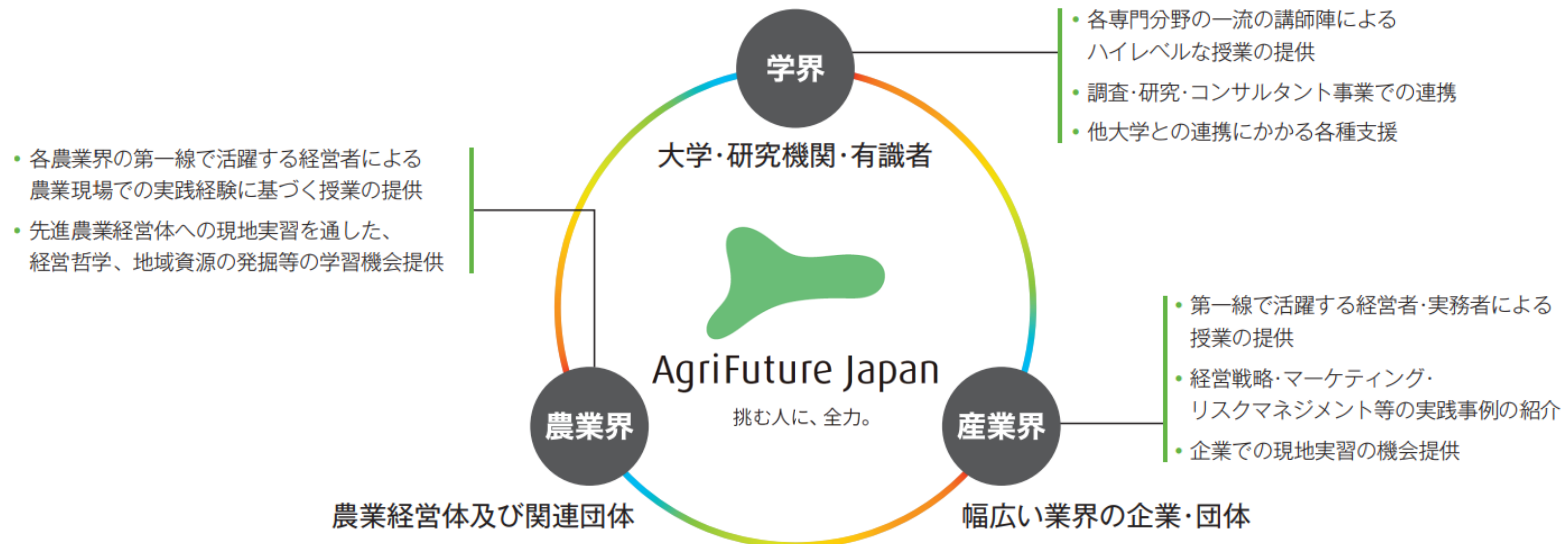 学界
大学・研究機関・有識者
• 各専門分野の一流の講師陣による
ハイレベルな授業の提供
• 調査・研究・コンサルタント事業での連携
• 他大学との連携にかかる各種支援
• 各農業界の第一線で活躍する経営者による
農業現場での実践経験に基づく授業の提供
• 先進農業経営体への現地実習を通した、
経営哲学、地域資源の発掘等の学習機会提供
AgriFuture Japan
挑む人に、全力。
農業界
農業経営体及び関連団体
産業界
幅広い業界の企業・団体
• 第一線で活躍する経営者・実務者による
授業の提供
• 経営戦略・マーケティング・
リスクマネジメント等の実践事例の紹介
• 企業での現地実習の機会提供